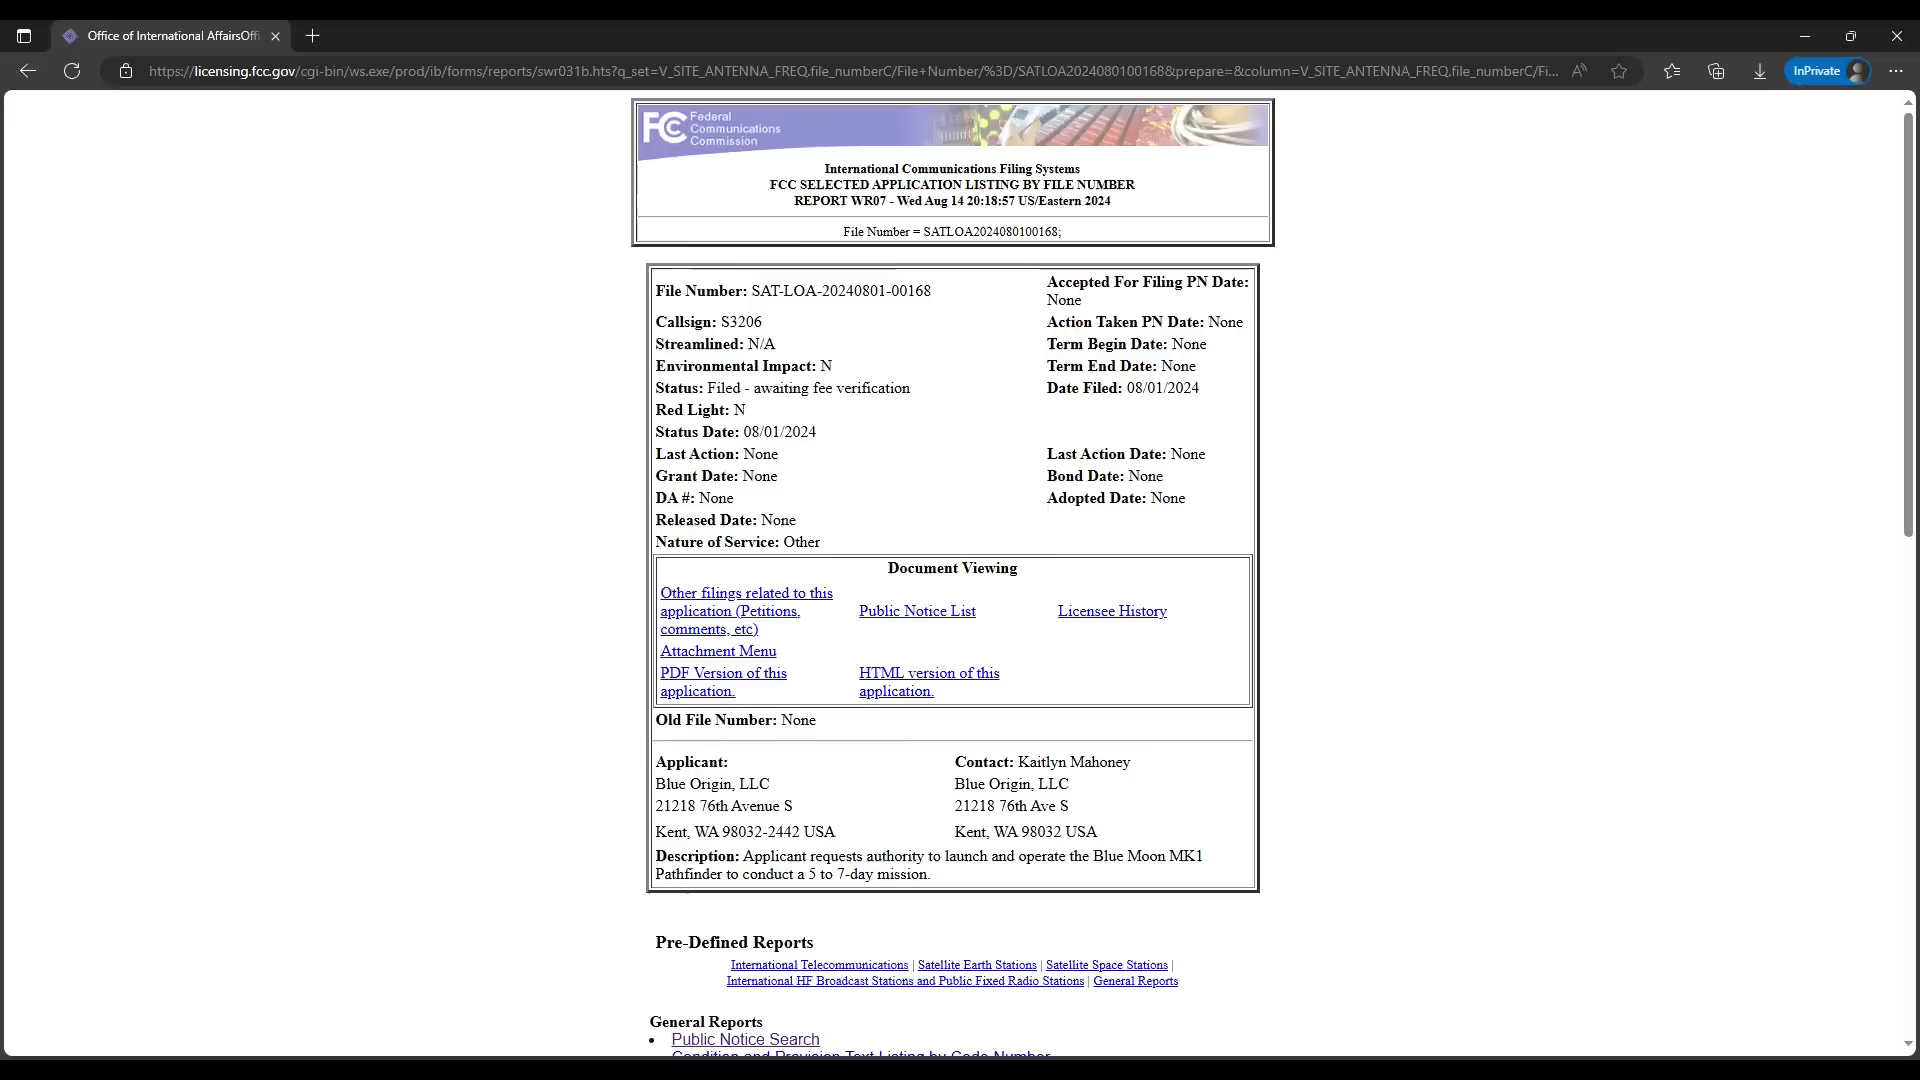 Office of International AffairsOffi
https://licensing.fcc.gov/cgi-bin/ws.exe/prod/ib/forms/reports/swr031b.hts?q_set=V_SITE_ANTENNA_FREQ.file_numberC/File+Number/%3D/SATLOA2024080100168&prepare=&column=V_SITE_ANTENNA_FREQ.file_numberC/Fi...
InPrivate
FCC Federal
Communications
Commission
International Communications Filing Systems
FCC SELECTED APPLICATION LISTING BY FILE NUMBER
REPORT WR07 - Wed Aug 14 20:18:57 US/Eastern 2024
File Number = SATLOA2024080100168;
File Number: SAT-LOA-20240801-00168
Accepted For Filing PN Date:
None
Callsign: S3206
Action Taken PN Date: None
Streamlined: N/A
Term Begin Date: None
Environmental Impact: N
Term End Date: None
Status: Filed - awaiting fee verification
Date Filed: 08/01/2024
Red Light: N
Status Date: 08/01/2024
Last Action: None
Last Action Date: None
Grant Date: None
Bond Date: None
DA #: None
Adopted Date: None
Released Date: None
Nature of Service: Other
Document Viewing
Other filings related to this
application (Petitions,
comments, etc)
Public Notice List
Licensee History
Attachment Menu
PDF Version of this
application.
HTML version of this
application.
Old File Number: None
Applicant:
Blue Origin, LLC
21218 76th Avenue S
Kent, WA 98032-2442 USA
Contact: Kaitlyn Mahoney
Blue Origin, LLC
21218 76th Ave S
Kent, WA 98032 USA
Description: Applicant requests authority to launch and operate the Blue Moon MK1
Pathfinder to conduct a 5 to 7-day mission.
Pre-Defined Reports
International Telecommunications | Satellite Earth Stations | Satellite Space Stations |
International HF Broadcast Stations and Public Fixed Radio Stations | General Reports
General Reports
• Public Notice Search
Condition and Provision Text Listing by Code Number